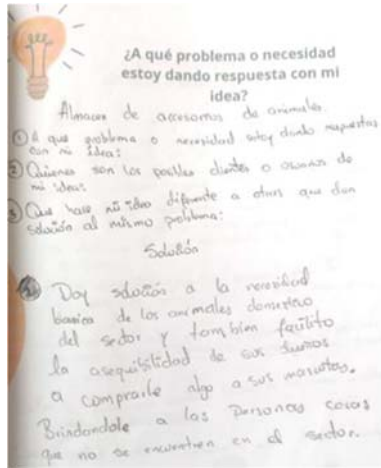 ¿A qué problema o necesidad
estoy dando respuesta con mi
idea?
Almacen de accesorios de animales
① A que problema o necesidad estoy dando respuestas
con mi idea:
② Quienes son los posibles clientes o usuarios de
mi idea:
③ Que hace mi idea diferente a otras que dan
solución al mismo problema:
Solución
Doy solución a la necesidad
basica de los animales domestico
del sector y tambien facilito
la asequibilidad de sus
a comprarle algo a sus mascotas.
Brindandole a las personas cosas
que no se encuentren en el sector.